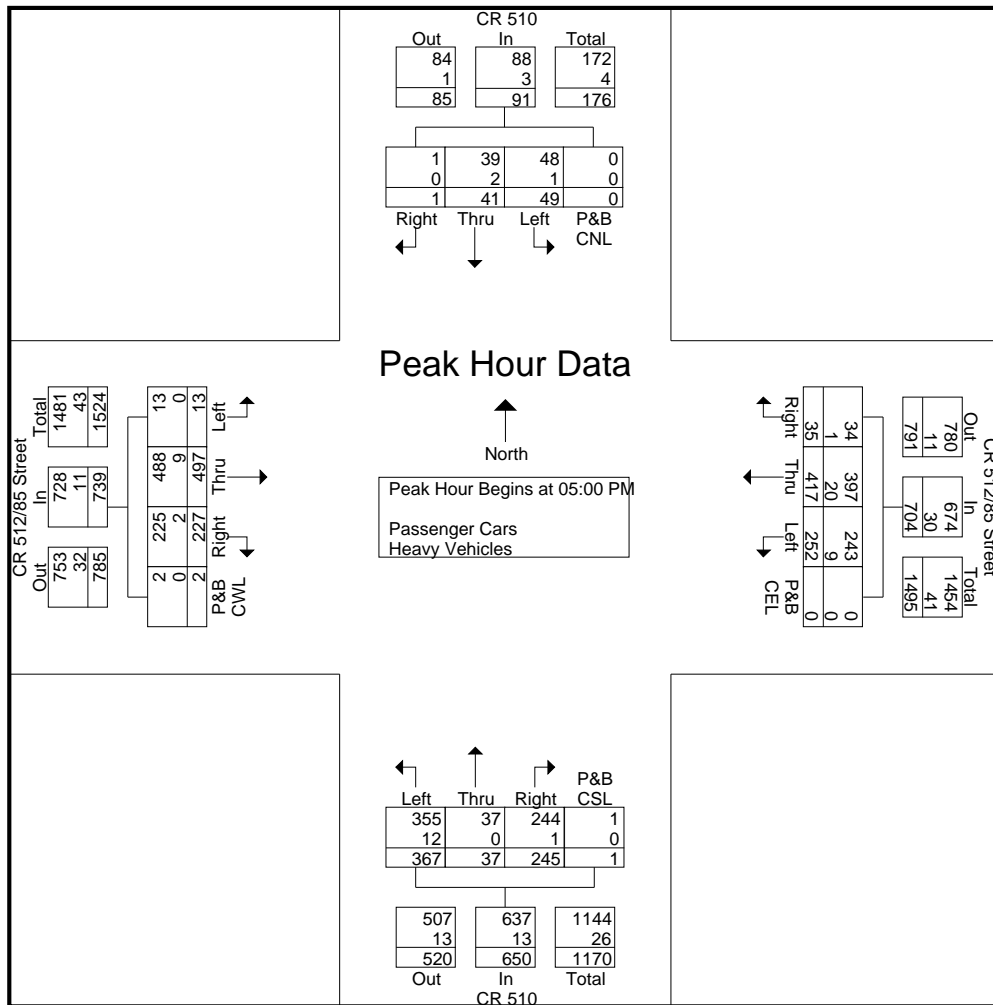 CR 510
Out In Total
84 88 172
1 3 4
85 91 176
1 39 48 0
0 2 1 0
1 41 49 0
Right Thru Left P&B
CNL
Peak Hour Data
North
Peak Hour Begins at 05:00 PM
Passenger Cars
Heavy Vehicles
CR 512/85 Street
Total In Out
1481 728 753
43 11 32
1524 739 785
13 488 225 2
0 9 2 0
13 497 227 2
Left Thru Right P&B
CWL
CR 512/85 Street
Out In Total
780 674 1454
11 30 41
791 704 1495
34 397 243 0
1 20 9 0
35 417 252 0
Right Thru Left P&B
CEL
P&B
Left Thru Right CSL
355 37 244 1
12 0 1 0
367 37 245 1
507 637 1144
13 13 26
520 650 1170
Out In Total
CR 510